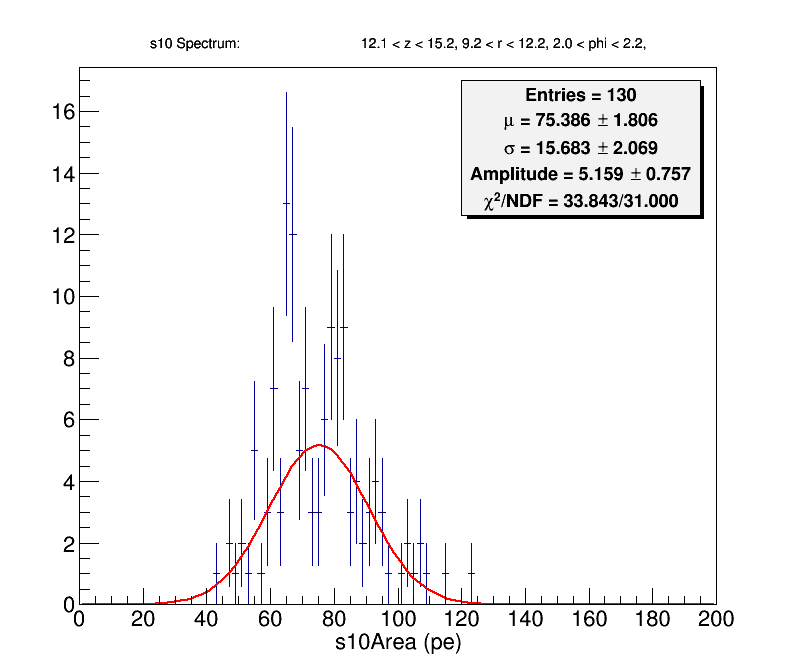 s10 Spectrum: 12.1 < z < 15.2, 9.2 < r < 12.2, 2.0 < phi < 2.2,
Entries = 130
μ = 75.386 ± 1.806
σ = 15.683 ± 2.069
Amplitude = 5.159 ± 0.757
χ²/NDF = 33.843/31.000
16
14
12
10
8
6
4
2
0
0 20 40 60 80 100 120 140 160 180 200
s10Area (pe)